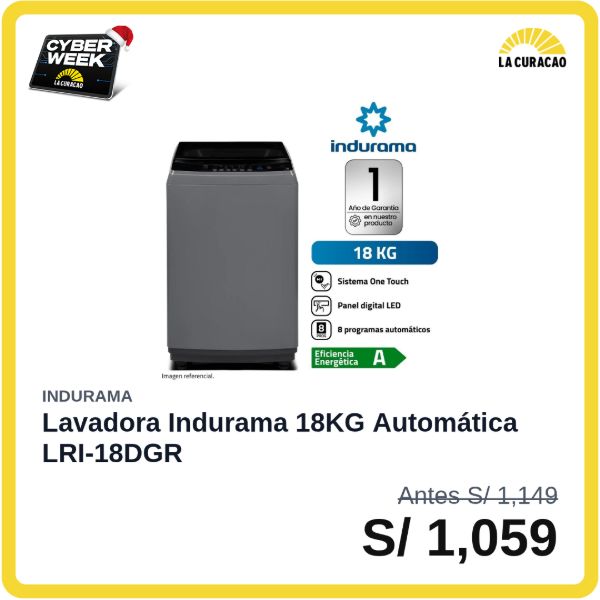 CYBER
WEEK
LA CURACAO
LA CURACAO
indurama
1
Año de Garantía
en nuestro
producto
18 KG
Sistema One Touch
Panel digital LED
8
8 programas automáticos
Eficiencia
Energética
A
Imagen referencial.
INDURAMA
Lavadora Indurama 18KG Automática
LRI-18DGR
Antes S/ 1,149
S/ 1,059